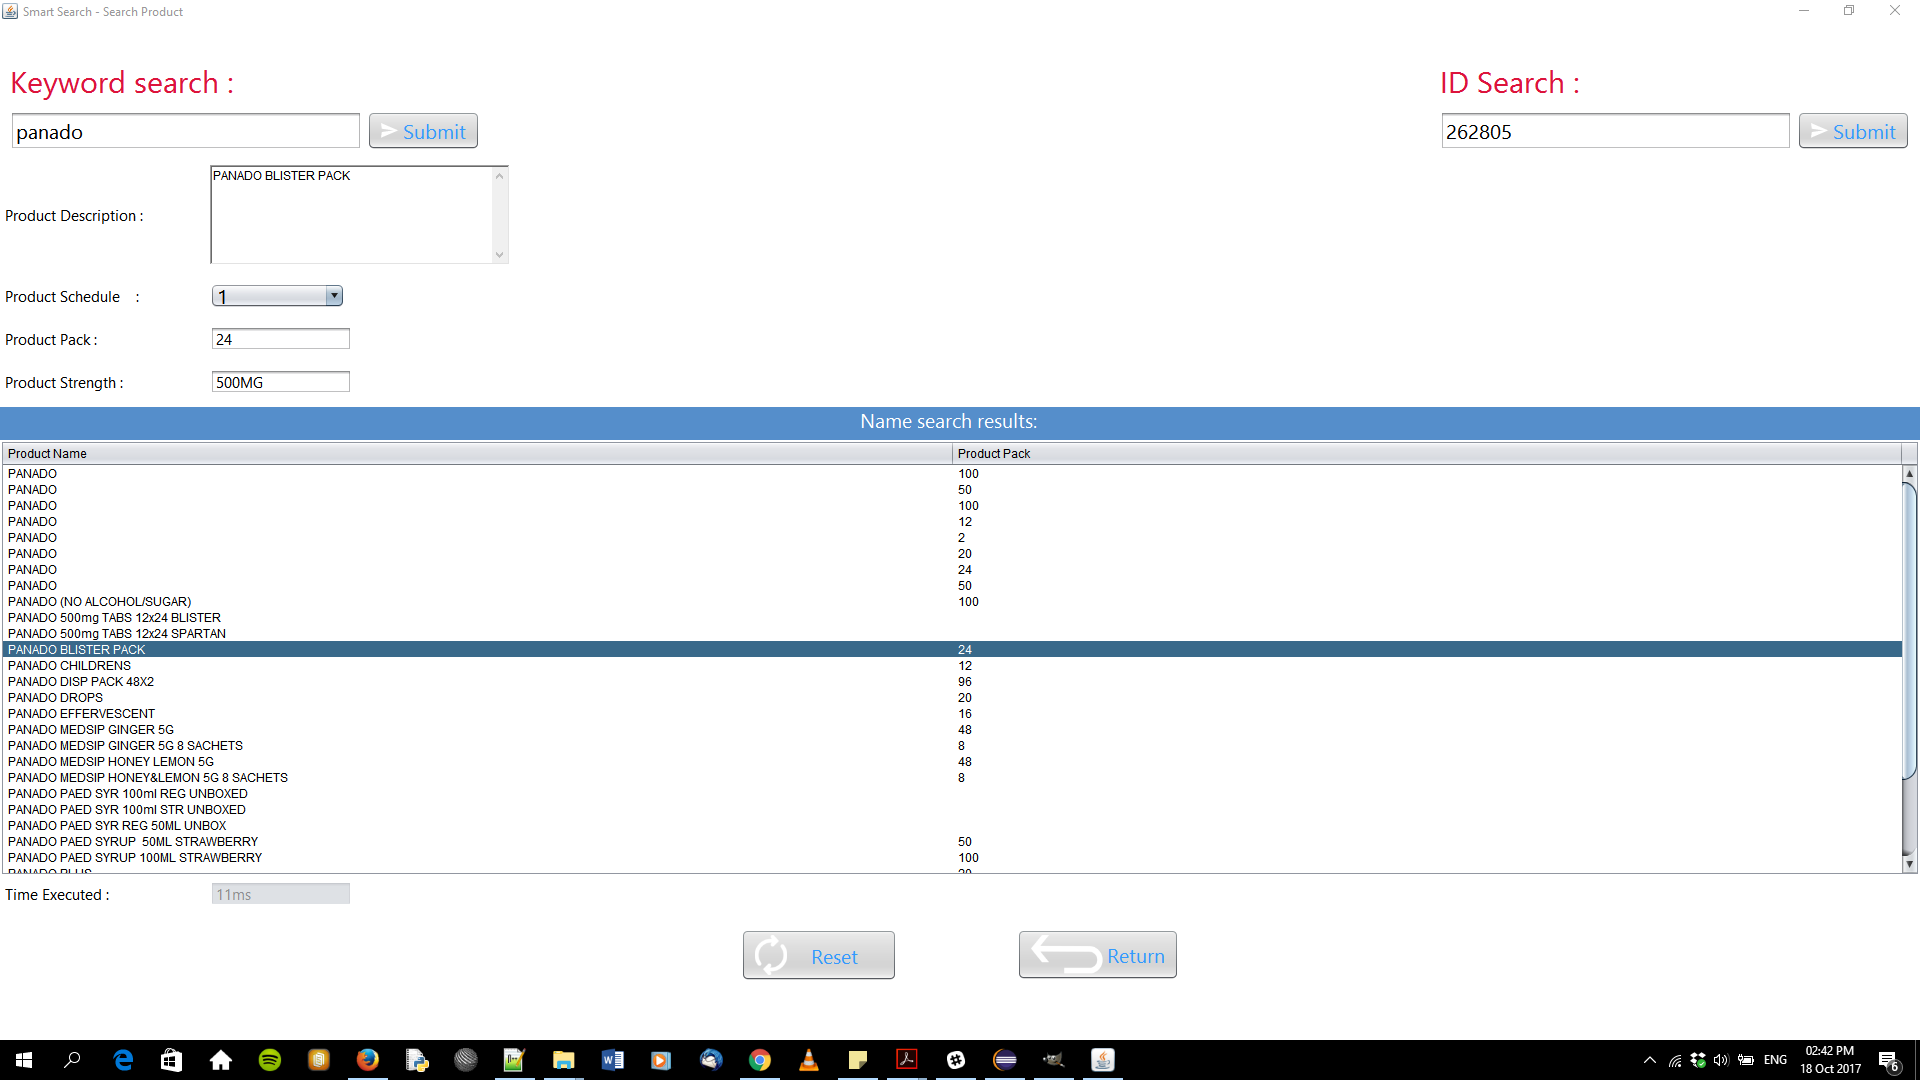 Smart Search - Search Product
Keyword search :
ID Search :
panado
Submit
262805
Submit
Product Description :
PANADO BLISTER PACK
Product Schedule :
1
Product Pack :
24
Product Strength :
500MG
Name search results:
Product Name Product Pack
PANADO 100
PANADO 50
PANADO 100
PANADO 12
PANADO 2
PANADO 20
PANADO 24
PANADO 50
PANADO (NO ALCOHOL/SUGAR) 100
PANADO 500mg TABS 12x24 BLISTER
PANADO 500mg TABS 12x24 SPARTAN
PANADO BLISTER PACK 24
PANADO CHILDRENS 12
PANADO DISP PACK 48X2 96
PANADO DROPS 20
PANADO EFFERVESCENT 16
PANADO MEDSIP GINGER 5G 48
PANADO MEDSIP GINGER 5G 8 SACHETS 8
PANADO MEDSIP HONEY LEMON 5G 48
PANADO MEDSIP HONEY&LEMON 5G 8 SACHETS 8
PANADO PAED SYR 100ml REG UNBOXED
PANADO PAED SYR 100ml STR UNBOXED
PANADO PAED SYR REG 50ML UNBOX
PANADO PAED SYRUP  50ML STRAWBERRY 50
PANADO PAED SYRUP 100ML STRAWBERRY 100
PANADO PLUS
Time Executed :
11ms
Reset
Return
ENG
02:42 PM
18 Oct 2017
6